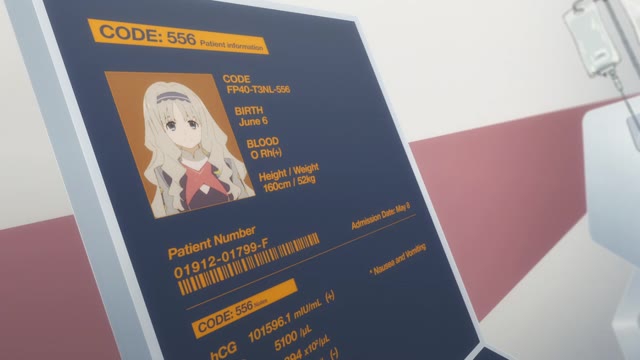 CODE: 556 Patient information
CODE
FP40-T3NL-556
BIRTH
June 6
BLOOD
O Rh(+)
Height / Weight
160cm / 52kg
Patient Number
01912-01799-F
Admission Date: May 8
* Nausea and Vomiting
CODE: 556 Notes
hCG 101596.1 mIU/mL (+)
5100 /μL